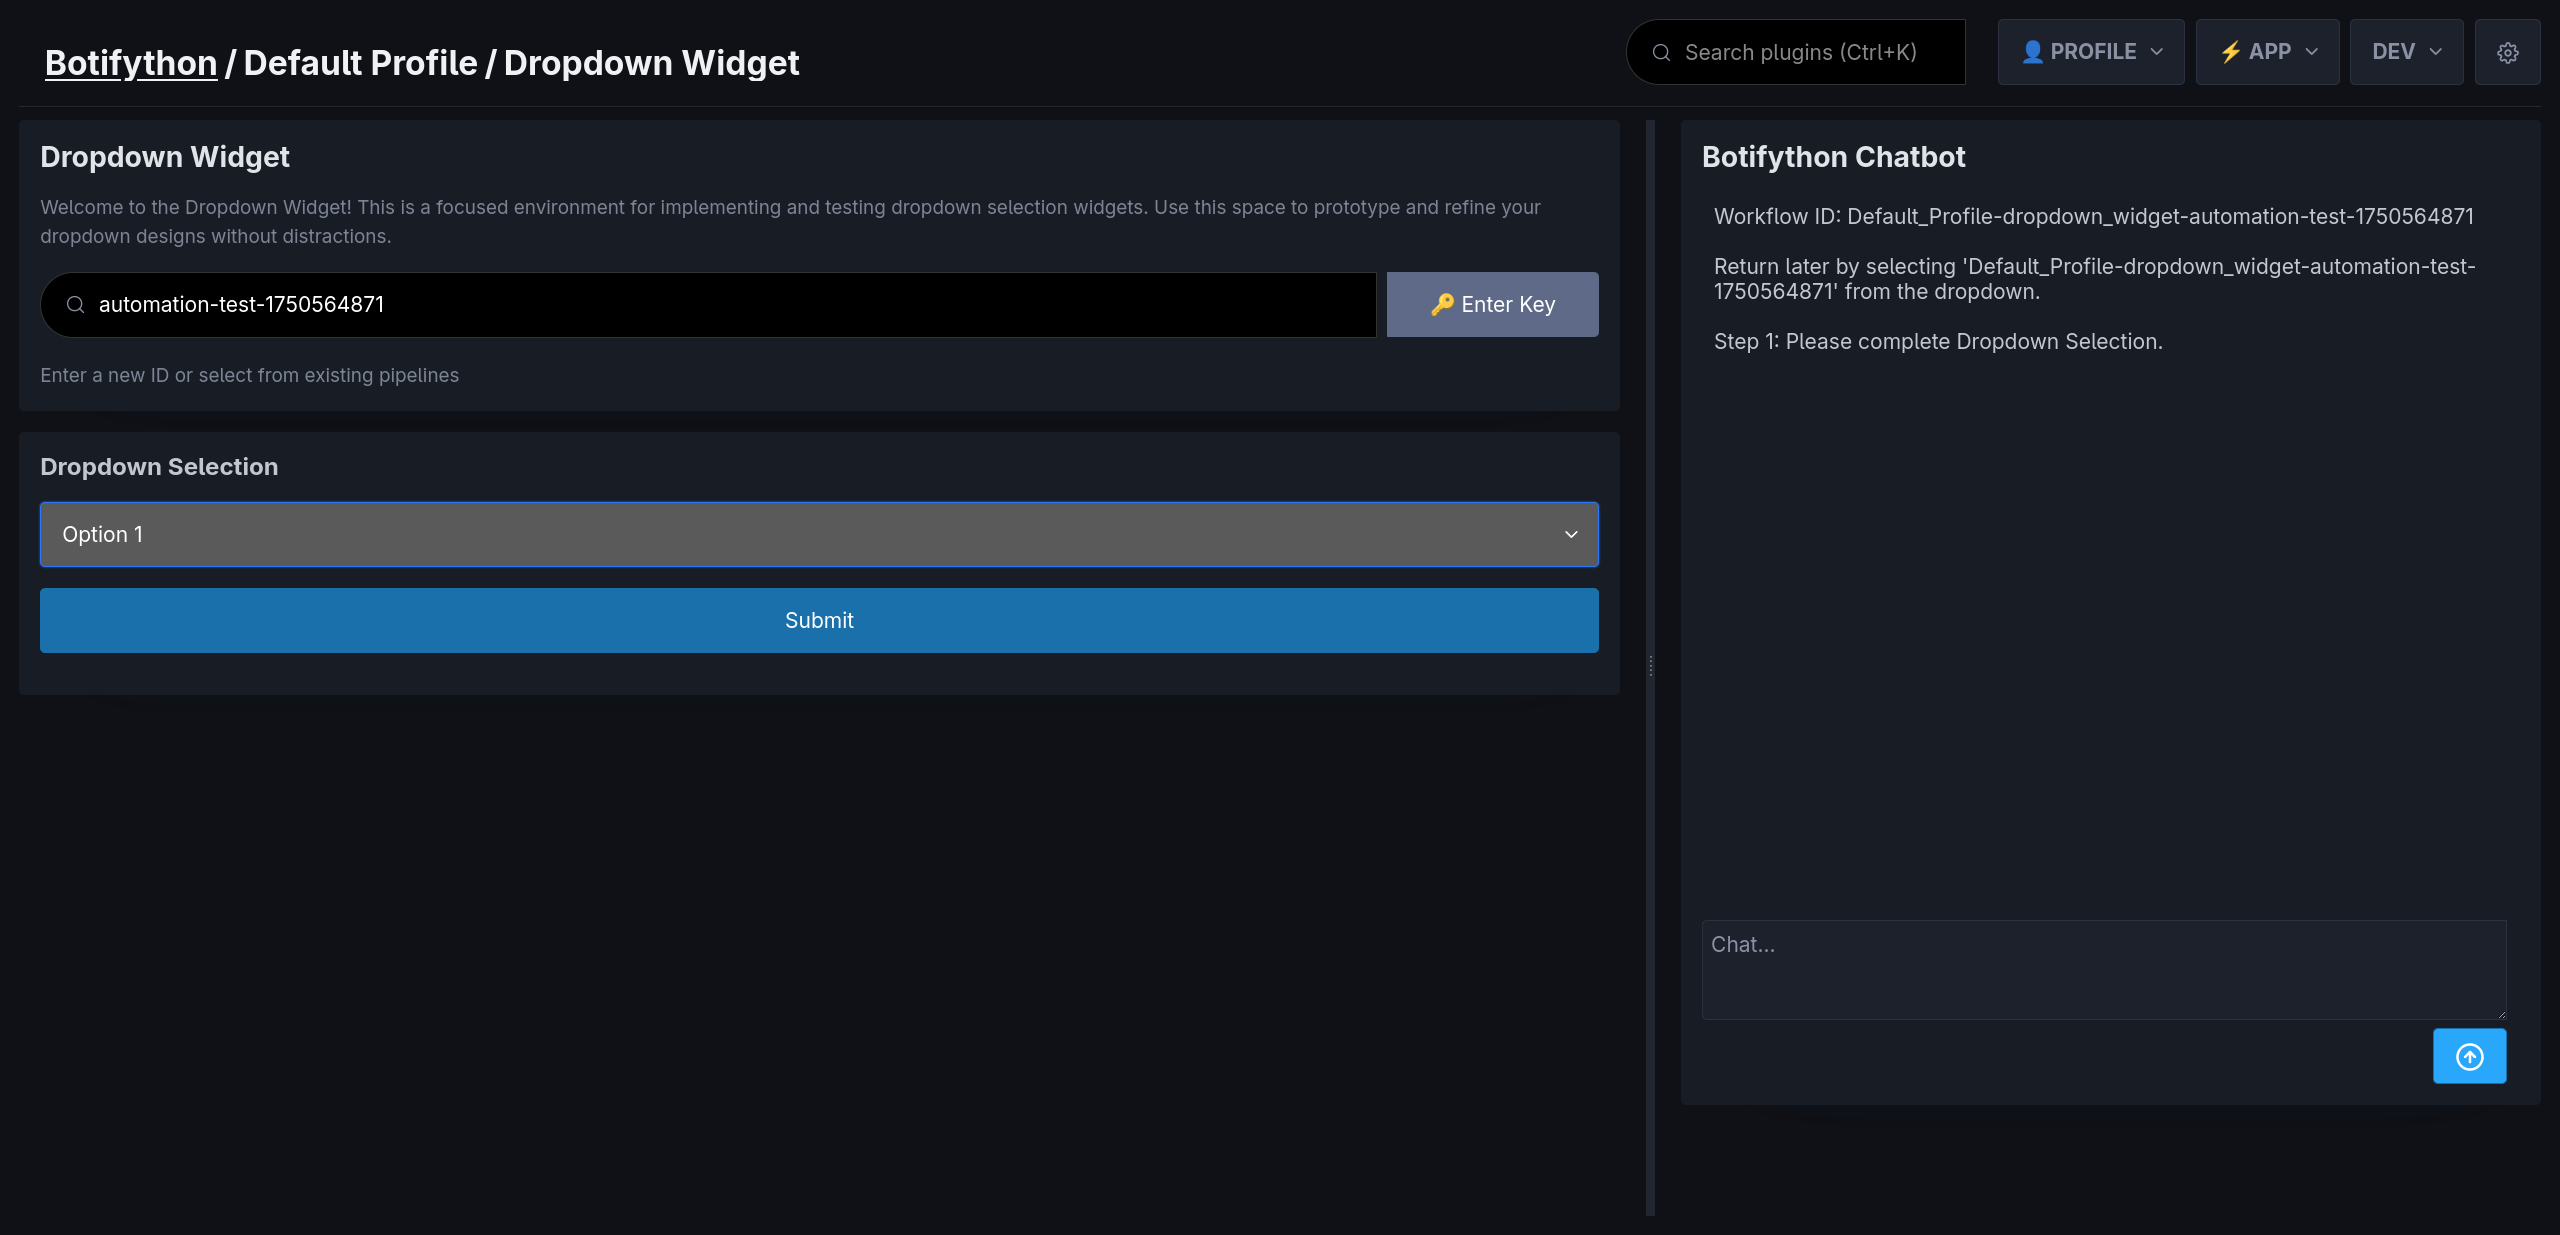 Botifython / Default Profile / Dropdown Widget
Search plugins (Ctrl+K)
👤 PROFILE
⚡ APP
DEV
Dropdown Widget
Welcome to the Dropdown Widget! This is a focused environment for implementing and testing dropdown selection widgets. Use this space to prototype and refine your
dropdown designs without distractions.
automation-test-1750564871
🔑 Enter Key
Enter a new ID or select from existing pipelines
Dropdown Selection
Option 1
Submit
Botifython Chatbot
Workflow ID: Default_Profile-dropdown_widget-automation-test-1750564871
Return later by selecting 'Default_Profile-dropdown_widget-automation-test-
1750564871' from the dropdown.
Step 1: Please complete Dropdown Selection.
Chat...